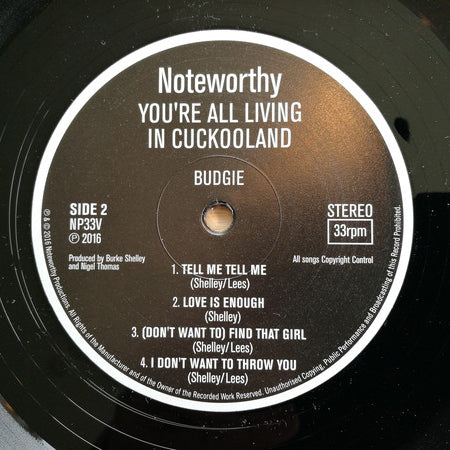 Noteworthy
YOU'RE ALL LIVING
IN CUCKOOLAND
BUDGIE
SIDE 2
NP33V
℗ 2016
STEREO
33rpm
Produced by Burke Shelley
and Nigel Thomas
All songs Copyright Control
1. TELL ME TELL ME
(Shelley/Lees)
2. LOVE IS ENOUGH
(Shelley)
3. (DON'T WANT TO) FIND THAT GIRL
(Shelley/Lees)
4. I DON'T WANT TO THROW YOU
(Shelley/Lees)
℗ & © 2016 Noteworthy Productions. All Rights of the Manufacturer and of the Owner of the Recorded Work Reserved. Unauthorised Copying, Public Performance and Broadcasting of this Record Prohibited.